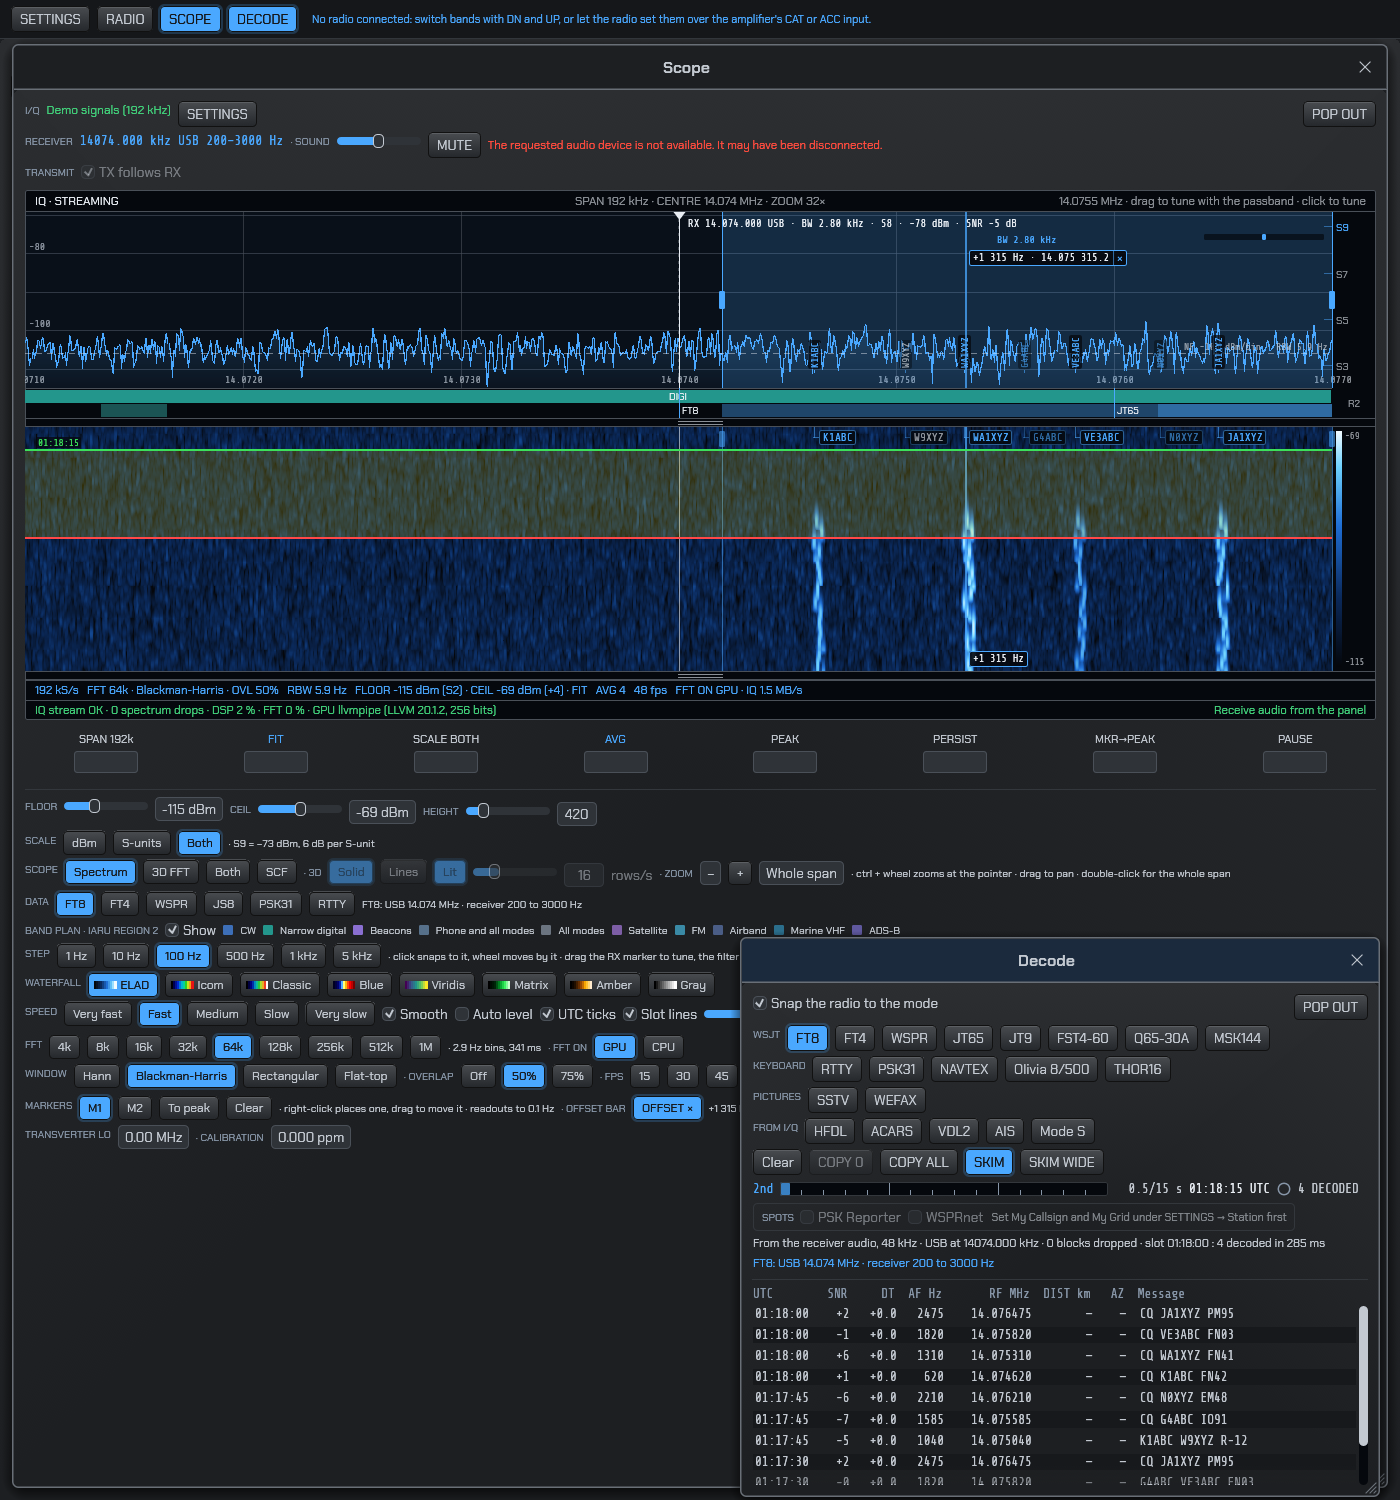 SETTINGS RADIO SCOPE DECODE No radio connected: switch bands with DN and UP, or let the radio set them over the amplifier's CAT or ACC input.
Scope
I/Q Demo signals (192 kHz) SETTINGS POP OUT
RECEIVER 14074.000 kHz USB 200-3000 Hz · SOUND MUTE The requested audio device is not available. It may have been disconnected.
TRANSMIT TX follows RX
IQ · STREAMING SPAN 192 kHz · CENTRE 14.074 MHz · ZOOM 32× 14.0755 MHz · drag to tune with the passband · click to tune
RX 14.074.000 USB · BW 2.80 kHz · S8 · -78 dBm · SNR -5 dB S9
-80 BW 2.80 kHz
+1 315 Hz · 14.075 315.2 ×
S7
-100 S5
K1ABC W9XYZ WA1XYZ G4ABC VE3ABC N0XYZ JA1XYZ S3
0710 14.0720 14.0730 14.0740 14.0750 14.0760 14.0770
DIGI
FT8 JT65 R2
01:18:15 K1ABC W9XYZ WA1XYZ G4ABC VE3ABC N0XYZ JA1XYZ -69
+1 315 Hz -115
192 kS/s FFT 64k · Blackman-Harris · OVL 50% RBW 5.9 Hz FLOOR -115 dBm (S2) · CEIL -69 dBm (+4) · FIT AVG 4 48 fps FFT ON GPU · IQ 1.5 MB/s
IQ stream OK · 0 spectrum drops · DSP 2 % · FFT 0 % · GPU llvmpipe (LLVM 20.1.2, 256 bits) Receive audio from the panel
SPAN 192k FIT SCALE BOTH AVG PEAK PERSIST MKR→PEAK PAUSE
FLOOR -115 dBm CEIL -69 dBm HEIGHT 420
SCALE dBm S-units Both · S9 = -73 dBm, 6 dB per S-unit
SCOPE Spectrum 3D FFT Both SCF · 3D Solid Lines Lit 16 rows/s · ZOOM − + Whole span · ctrl + wheel zooms at the pointer · drag to pan · double-click for the whole span
DATA FT8 FT4 WSPR JS8 PSK31 RTTY FT8: USB 14.074 MHz · receiver 200 to 3000 Hz
BAND PLAN · IARU REGION 2 Show CW Narrow digital Beacons Phone and all modes All modes Satellite FM Airband Marine VHF ADS-B
STEP 1 Hz 10 Hz 100 Hz 500 Hz 1 kHz 5 kHz · click snaps to it, wheel moves by it · drag the RX marker to tune, the filter
WATERFALL ELAD Icom Classic Blue Viridis Matrix Amber Gray
SPEED Very fast Fast Medium Slow Very slow Smooth Auto level UTC ticks Slot lines
FFT 4k 8k 16k 32k 64k 128k 256k 512k 1M · 2.9 Hz bins, 341 ms · FFT ON GPU CPU
WINDOW Hann Blackman-Harris Rectangular Flat-top · OVERLAP Off 50% 75% · FPS 15 30 45
MARKERS M1 M2 To peak Clear · right-click places one, drag to move it · readouts to 0.1 Hz · OFFSET BAR OFFSET × +1 315
TRANSVERTER LO 0.00 MHz · CALIBRATION 0.000 ppm
Decode
Snap the radio to the mode POP OUT
WSJT FT8 FT4 WSPR JT65 JT9 FST4-60 Q65-30A MSK144
KEYBOARD RTTY PSK31 NAVTEX Olivia 8/500 THOR16
PICTURES SSTV WEFAX
FROM I/Q HFDL ACARS VDL2 AIS Mode S
Clear COPY 0 COPY ALL SKIM SKIM WIDE
2nd 0.5/15 s 01:18:15 UTC 4 DECODED
SPOTS PSK Reporter WSPRnet Set My Callsign and My Grid under SETTINGS → Station first
From the receiver audio, 48 kHz · USB at 14074.000 kHz · 0 blocks dropped · slot 01:18:00 : 4 decoded in 285 ms
FT8: USB 14.074 MHz · receiver 200 to 3000 Hz
UTC SNR DT AF Hz RF MHz DIST km AZ Message
01:18:00 +2 +0.0 2475 14.076475 — — CQ JA1XYZ PM95
01:18:00 -1 +0.0 1820 14.075820 — — CQ VE3ABC FN03
01:18:00 +6 +0.0 1310 14.075310 — — CQ WA1XYZ FN41
01:18:00 +1 +0.0 620 14.074620 — — CQ K1ABC FN42
01:17:45 -6 +0.0 2210 14.076210 — — CQ N0XYZ EM48
01:17:45 -7 +0.0 1585 14.075585 — — CQ G4ABC IO91
01:17:45 -5 +0.0 1040 14.075040 — — K1ABC W9XYZ R-12
01:17:30 +2 +0.0 2475 14.076475 — — CQ JA1XYZ PM95
01:17:30 -0 +0.0 1820 14.075820 — — G4ABC VE3ABC FN03